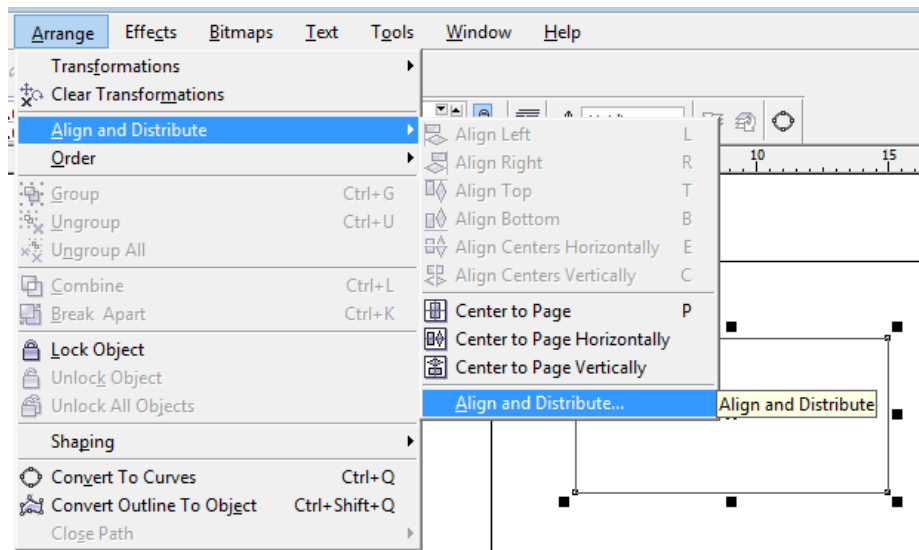 Arrange Effects Bitmaps Text Tools Window Help
Transformations
Clear Transformations
Align and Distribute
Order
Group Ctrl+G
Ungroup Ctrl+U
Ungroup All
Combine Ctrl+L
Break Apart Ctrl+K
Lock Object
Unlock Object
Unlock All Objects
Shaping
Convert To Curves Ctrl+Q
Convert Outline To Object Ctrl+Shift+Q
Close Path
Align Left L
Align Right R
Align Top T
Align Bottom B
Align Centers Horizontally E
Align Centers Vertically C
Center to Page P
Center to Page Horizontally
Center to Page Vertically
Align and Distribute...
Align and Distribute
10 15